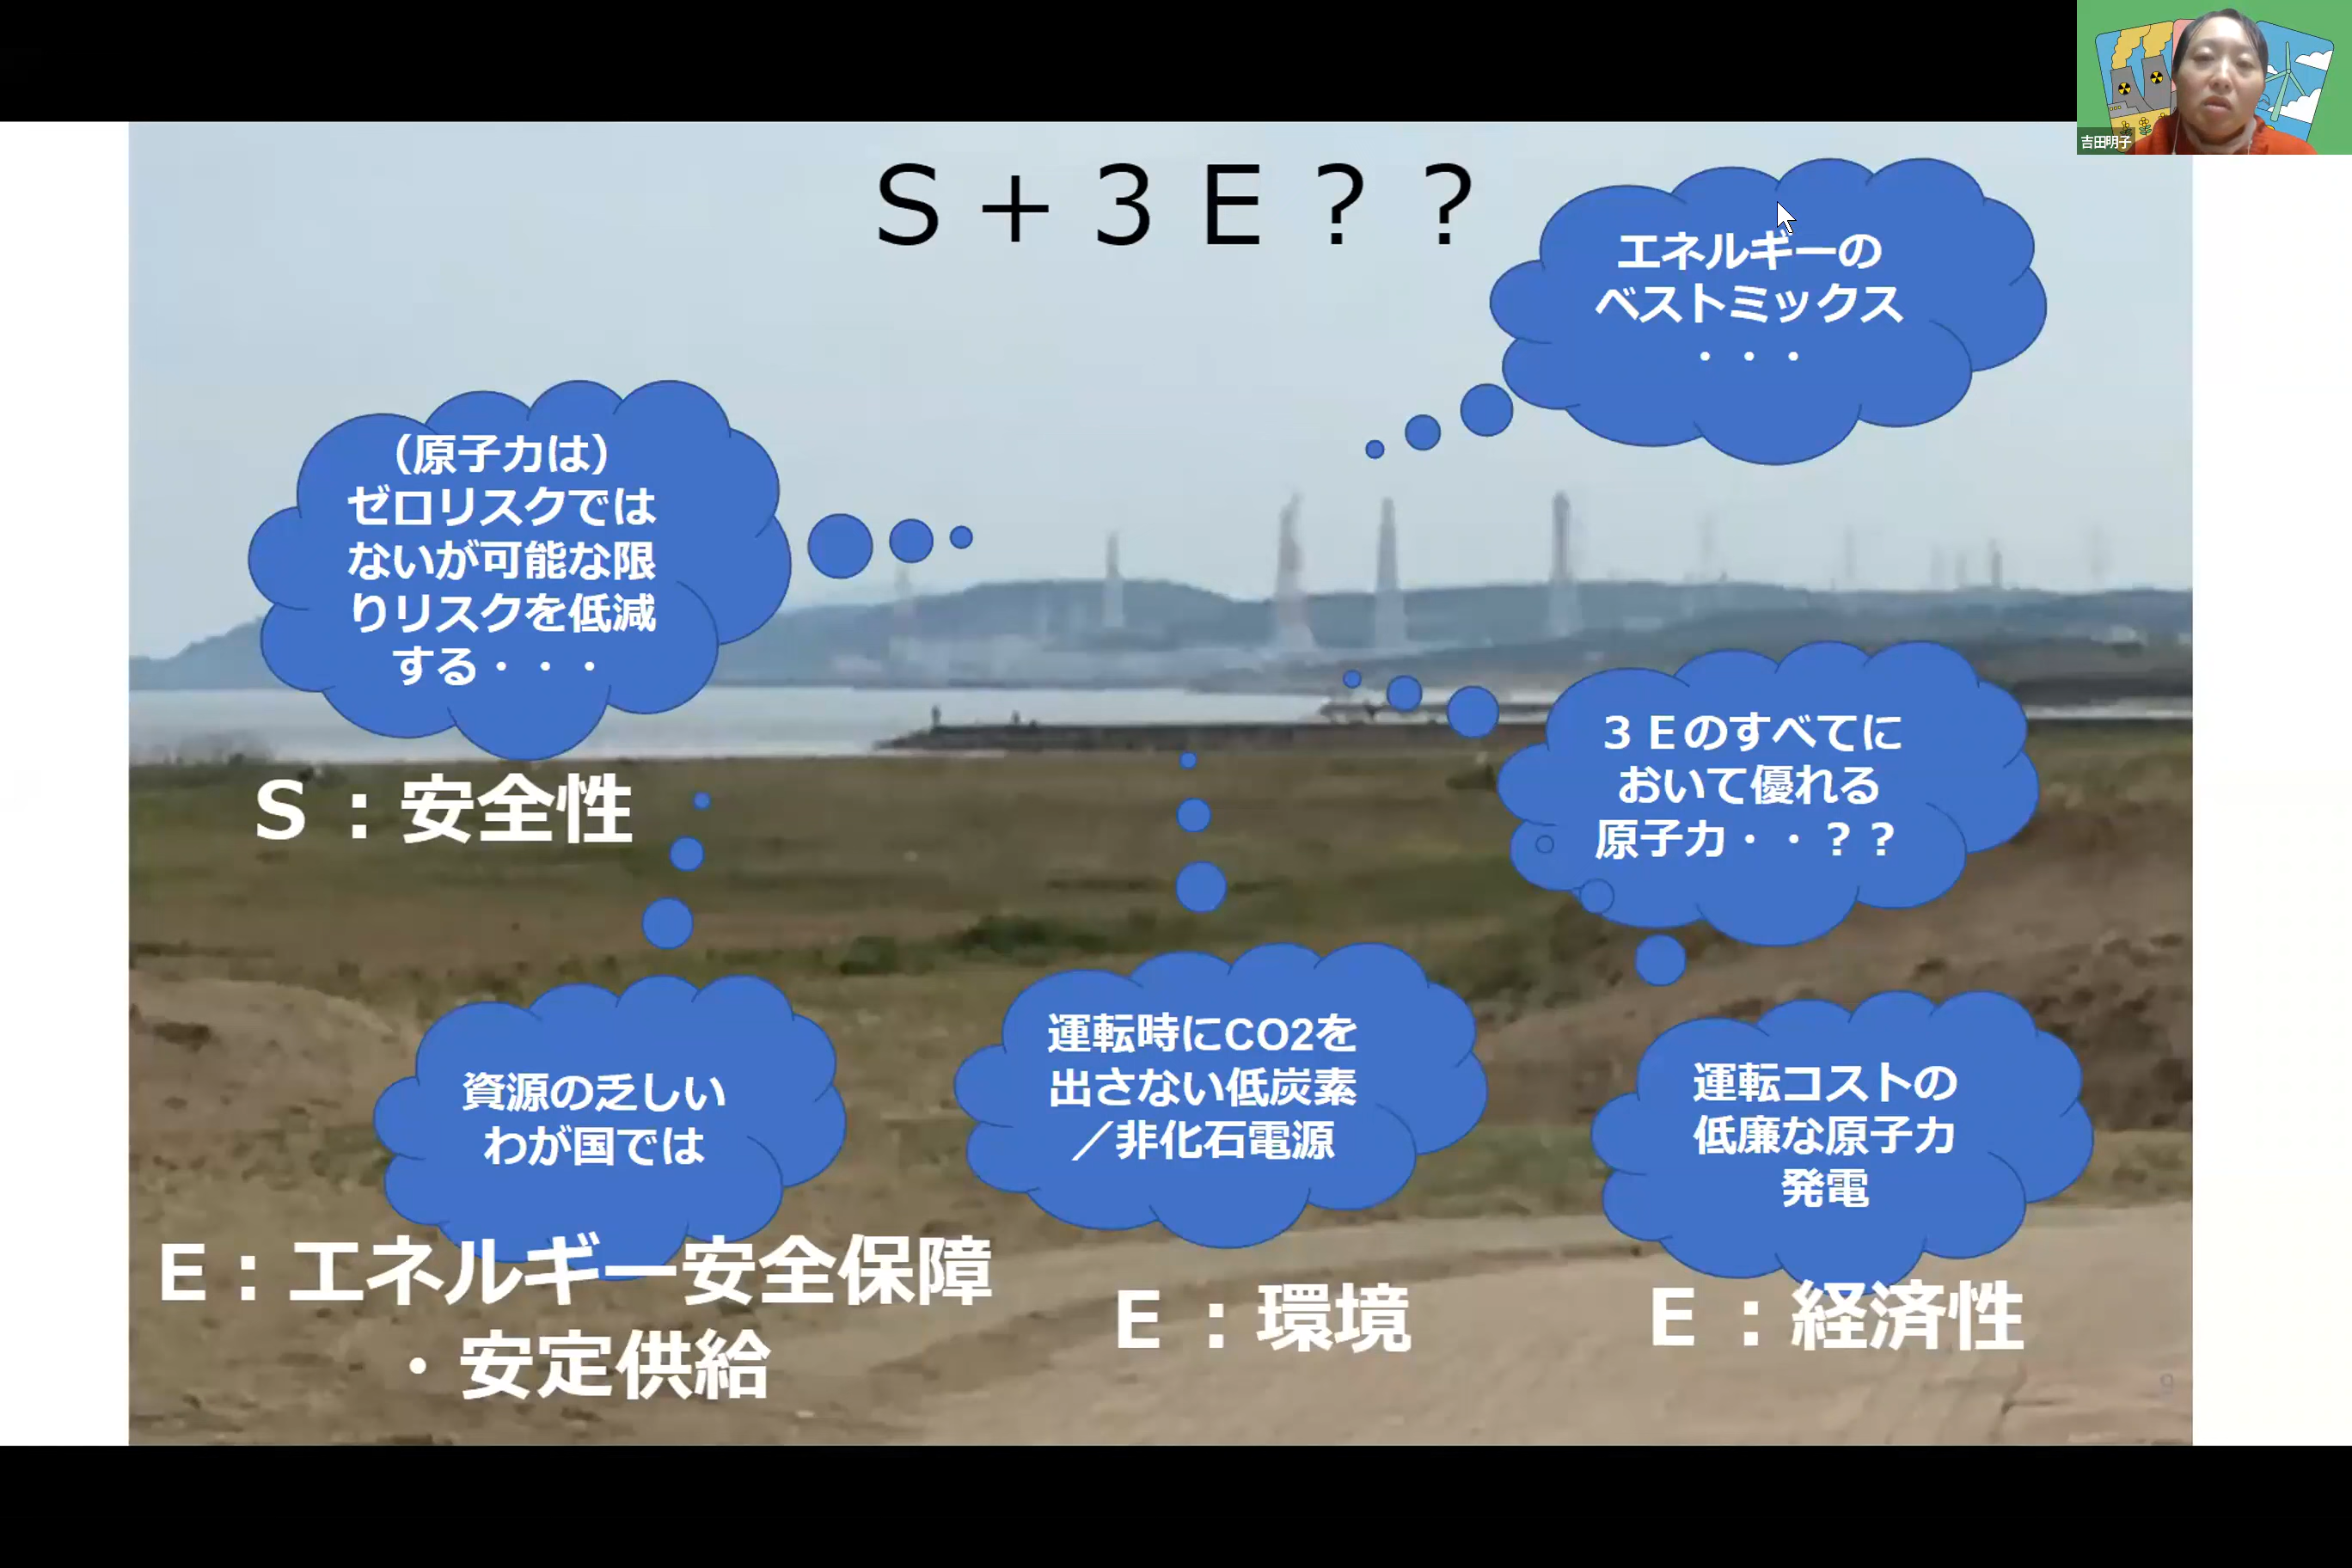 吉田明子
S＋３E？？
エネルギーの
ベストミックス
・・・
（原子力は）
ゼロリスクでは
ないが可能な限
りリスクを低減
する・・・
S：安全性
３Ｅのすべてに
おいて優れる
原子力・・？？
資源の乏しい
わが国では
運転時にCO2を
出さない低炭素
／非化石電源
運転コストの
低廉な原子力
発電
E：エネルギー安全保障
・安定供給
E：環境
E：経済性
9